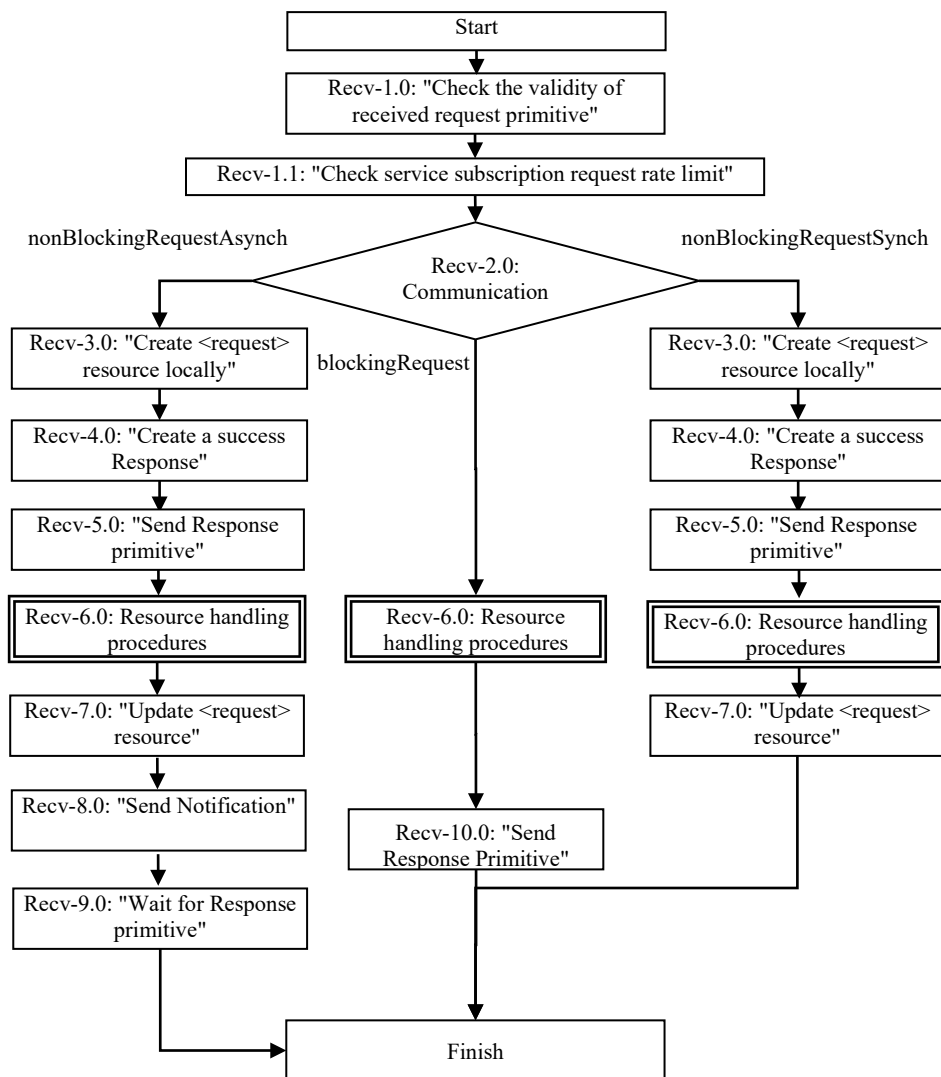 Start
Recv-1.0: "Check the validity of
received request primitive"
Recv-1.1: "Check service subscription request rate limit"
nonBlockingRequestAsynch
nonBlockingRequestSynch
Recv-2.0:
Communication
blockingRequest
Recv-3.0: "Create <request>
resource locally"
Recv-4.0: "Create a success
Response"
Recv-5.0: "Send Response
primitive"
Recv-6.0: Resource handling
procedures
Recv-7.0: "Update <request>
resource"
Recv-8.0: "Send Notification"
Recv-9.0: "Wait for Response
primitive"
Recv-6.0: Resource
handling procedures
Recv-10.0: "Send
Response Primitive"
Recv-3.0: "Create <request>
resource locally"
Recv-4.0: "Create a success
Response"
Recv-5.0: "Send Response
primitive"
Recv-6.0: Resource handling
procedures
Recv-7.0: "Update <request>
resource"
Finish